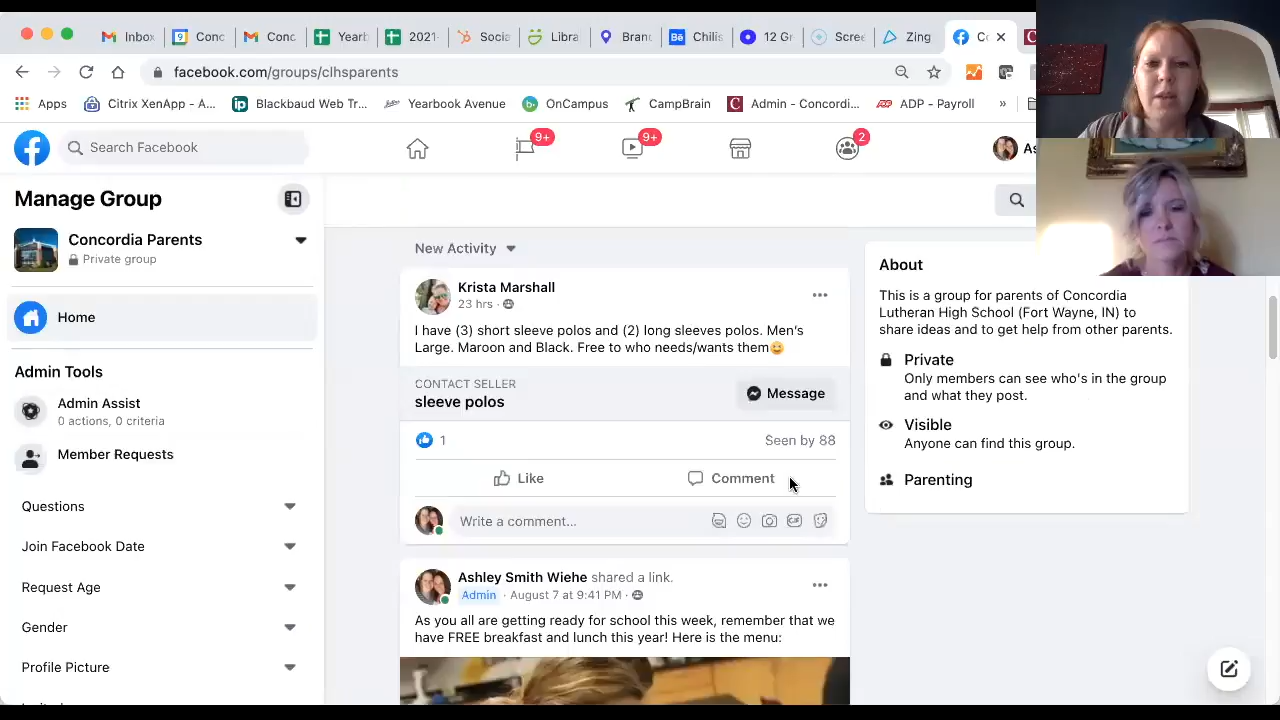 Inbo
Conc
Conc
Yearb
2021-
Socia
Libra
Bran
Chilis
12 Gr
Scree
Zing
Co
facebook.com/groups/clhsparents
Apps
Citrix XenApp - A...
Blackbaud Web Tr...
Yearbook Avenue
OnCampus
CampBrain
Admin - Concordi...
ADP - Payroll
»
Search Facebook
9+
9+
2
As
Manage Group
Concordia Parents
Private group
Home
Admin Tools
Admin Assist
0 actions, 0 criteria
Member Requests
Questions
Join Facebook Date
Request Age
Gender
Profile Picture
New Activity
Krista Marshall
23 hrs ·
I have (3) short sleeve polos and (2) long sleeves polos. Men's
Large. Maroon and Black. Free to who needs/wants them😀
CONTACT SELLER
sleeve polos
Message
1
Seen by 88
Like
Comment
Write a comment...
GIF
Ashley Smith Wiehe shared a link.
Admin · August 7 at 9:41 PM ·
As you all are getting ready for school this week, remember that we
have FREE breakfast and lunch this year! Here is the menu:
About
This is a group for parents of Concordia
Lutheran High School (Fort Wayne, IN) to
share ideas and to get help from other parents.
Private
Only members can see who's in the group
and what they post.
Visible
Anyone can find this group.
Parenting